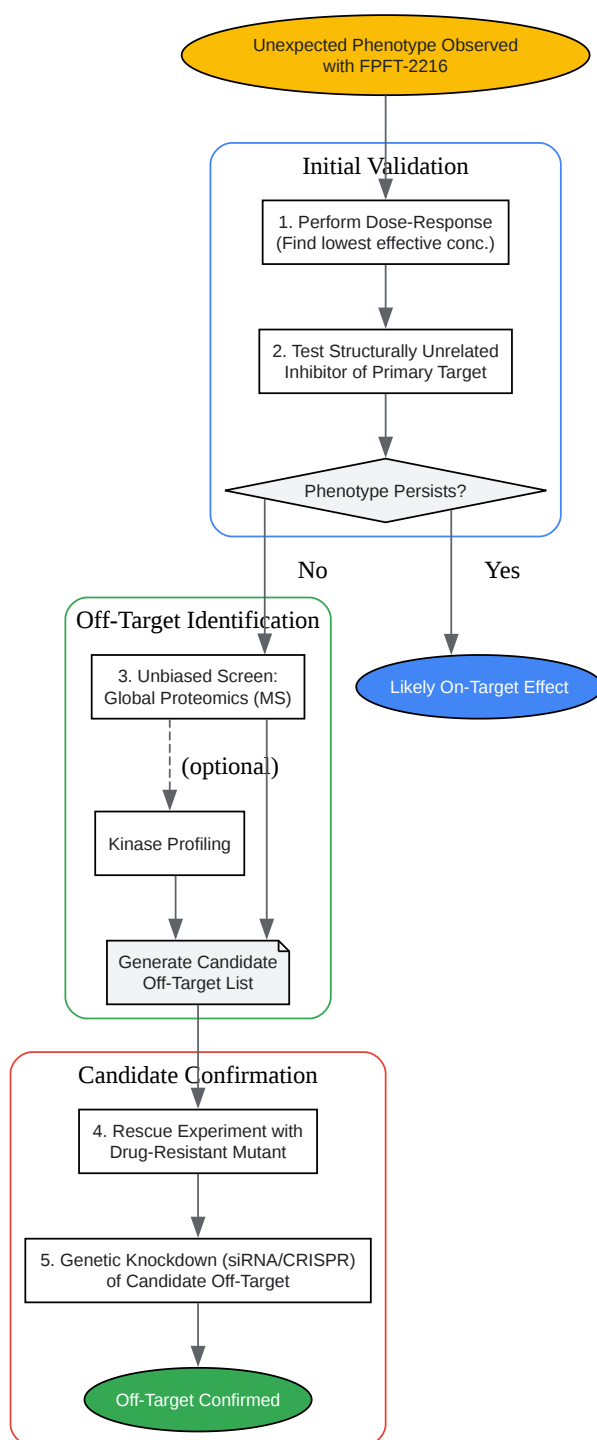 Unexpected Phenotype Observed
with FPFT-2216
Initial Validation
1. Perform Dose-Response
(Find lowest effective conc.)
2. Test Structurally Unrelated
Inhibitor of Primary Target
Phenotype Persists?
No
Yes
Off-Target Identification
3. Unbiased Screen:
Global Proteomics (MS)
Likely On-Target Effect
(optional)
Kinase Profiling
Generate Candidate
Off-Target List
Candidate Confirmation
4. Rescue Experiment with
Drug-Resistant Mutant
5. Genetic Knockdown (siRNA/CRISPR)
of Candidate Off-Target
Off-Target Confirmed